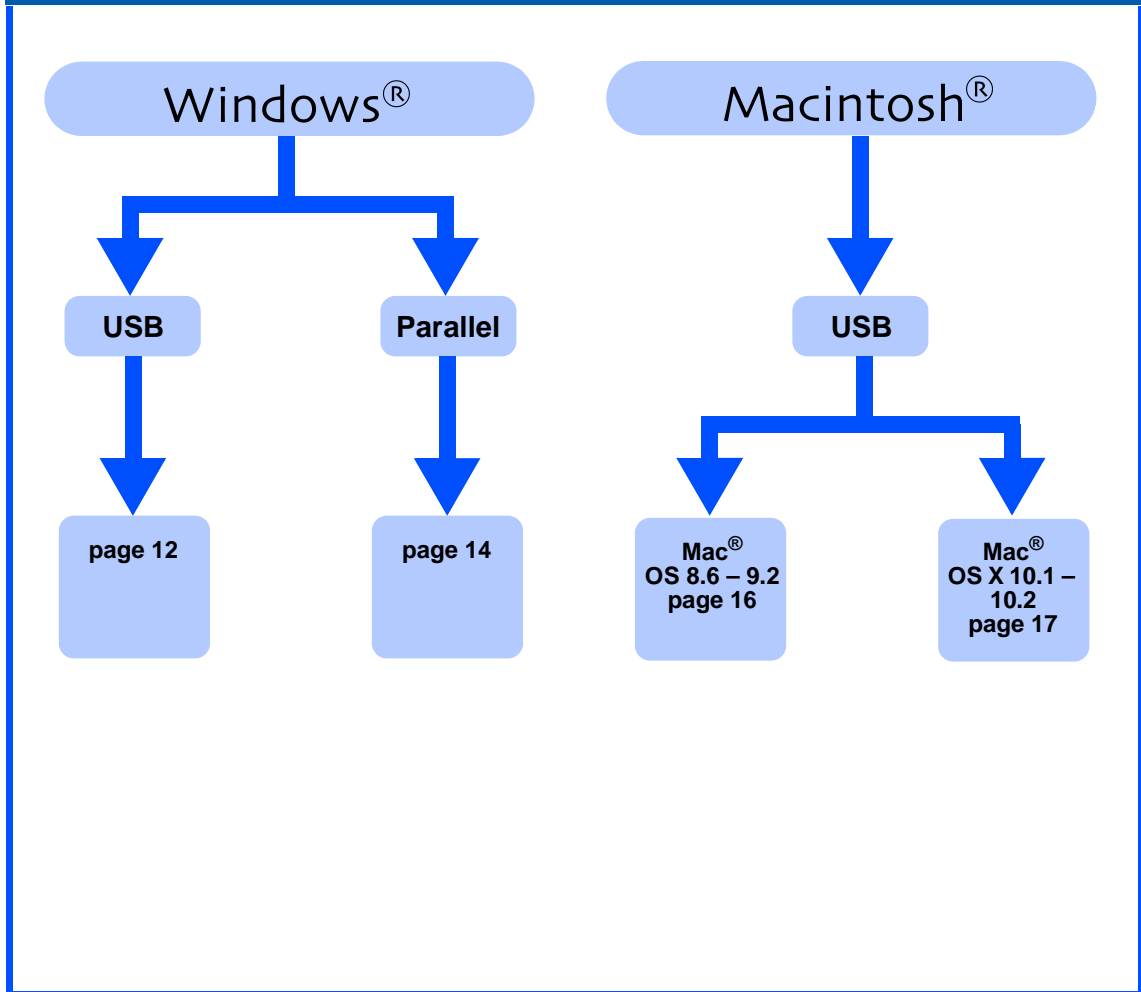 Windows®
Macintosh®
USB
Parallel
USB
page 12
page 14
Mac®
OS 8.6 – 9.2
page 16
Mac®
OS X 10.1 –
10.2
page 17